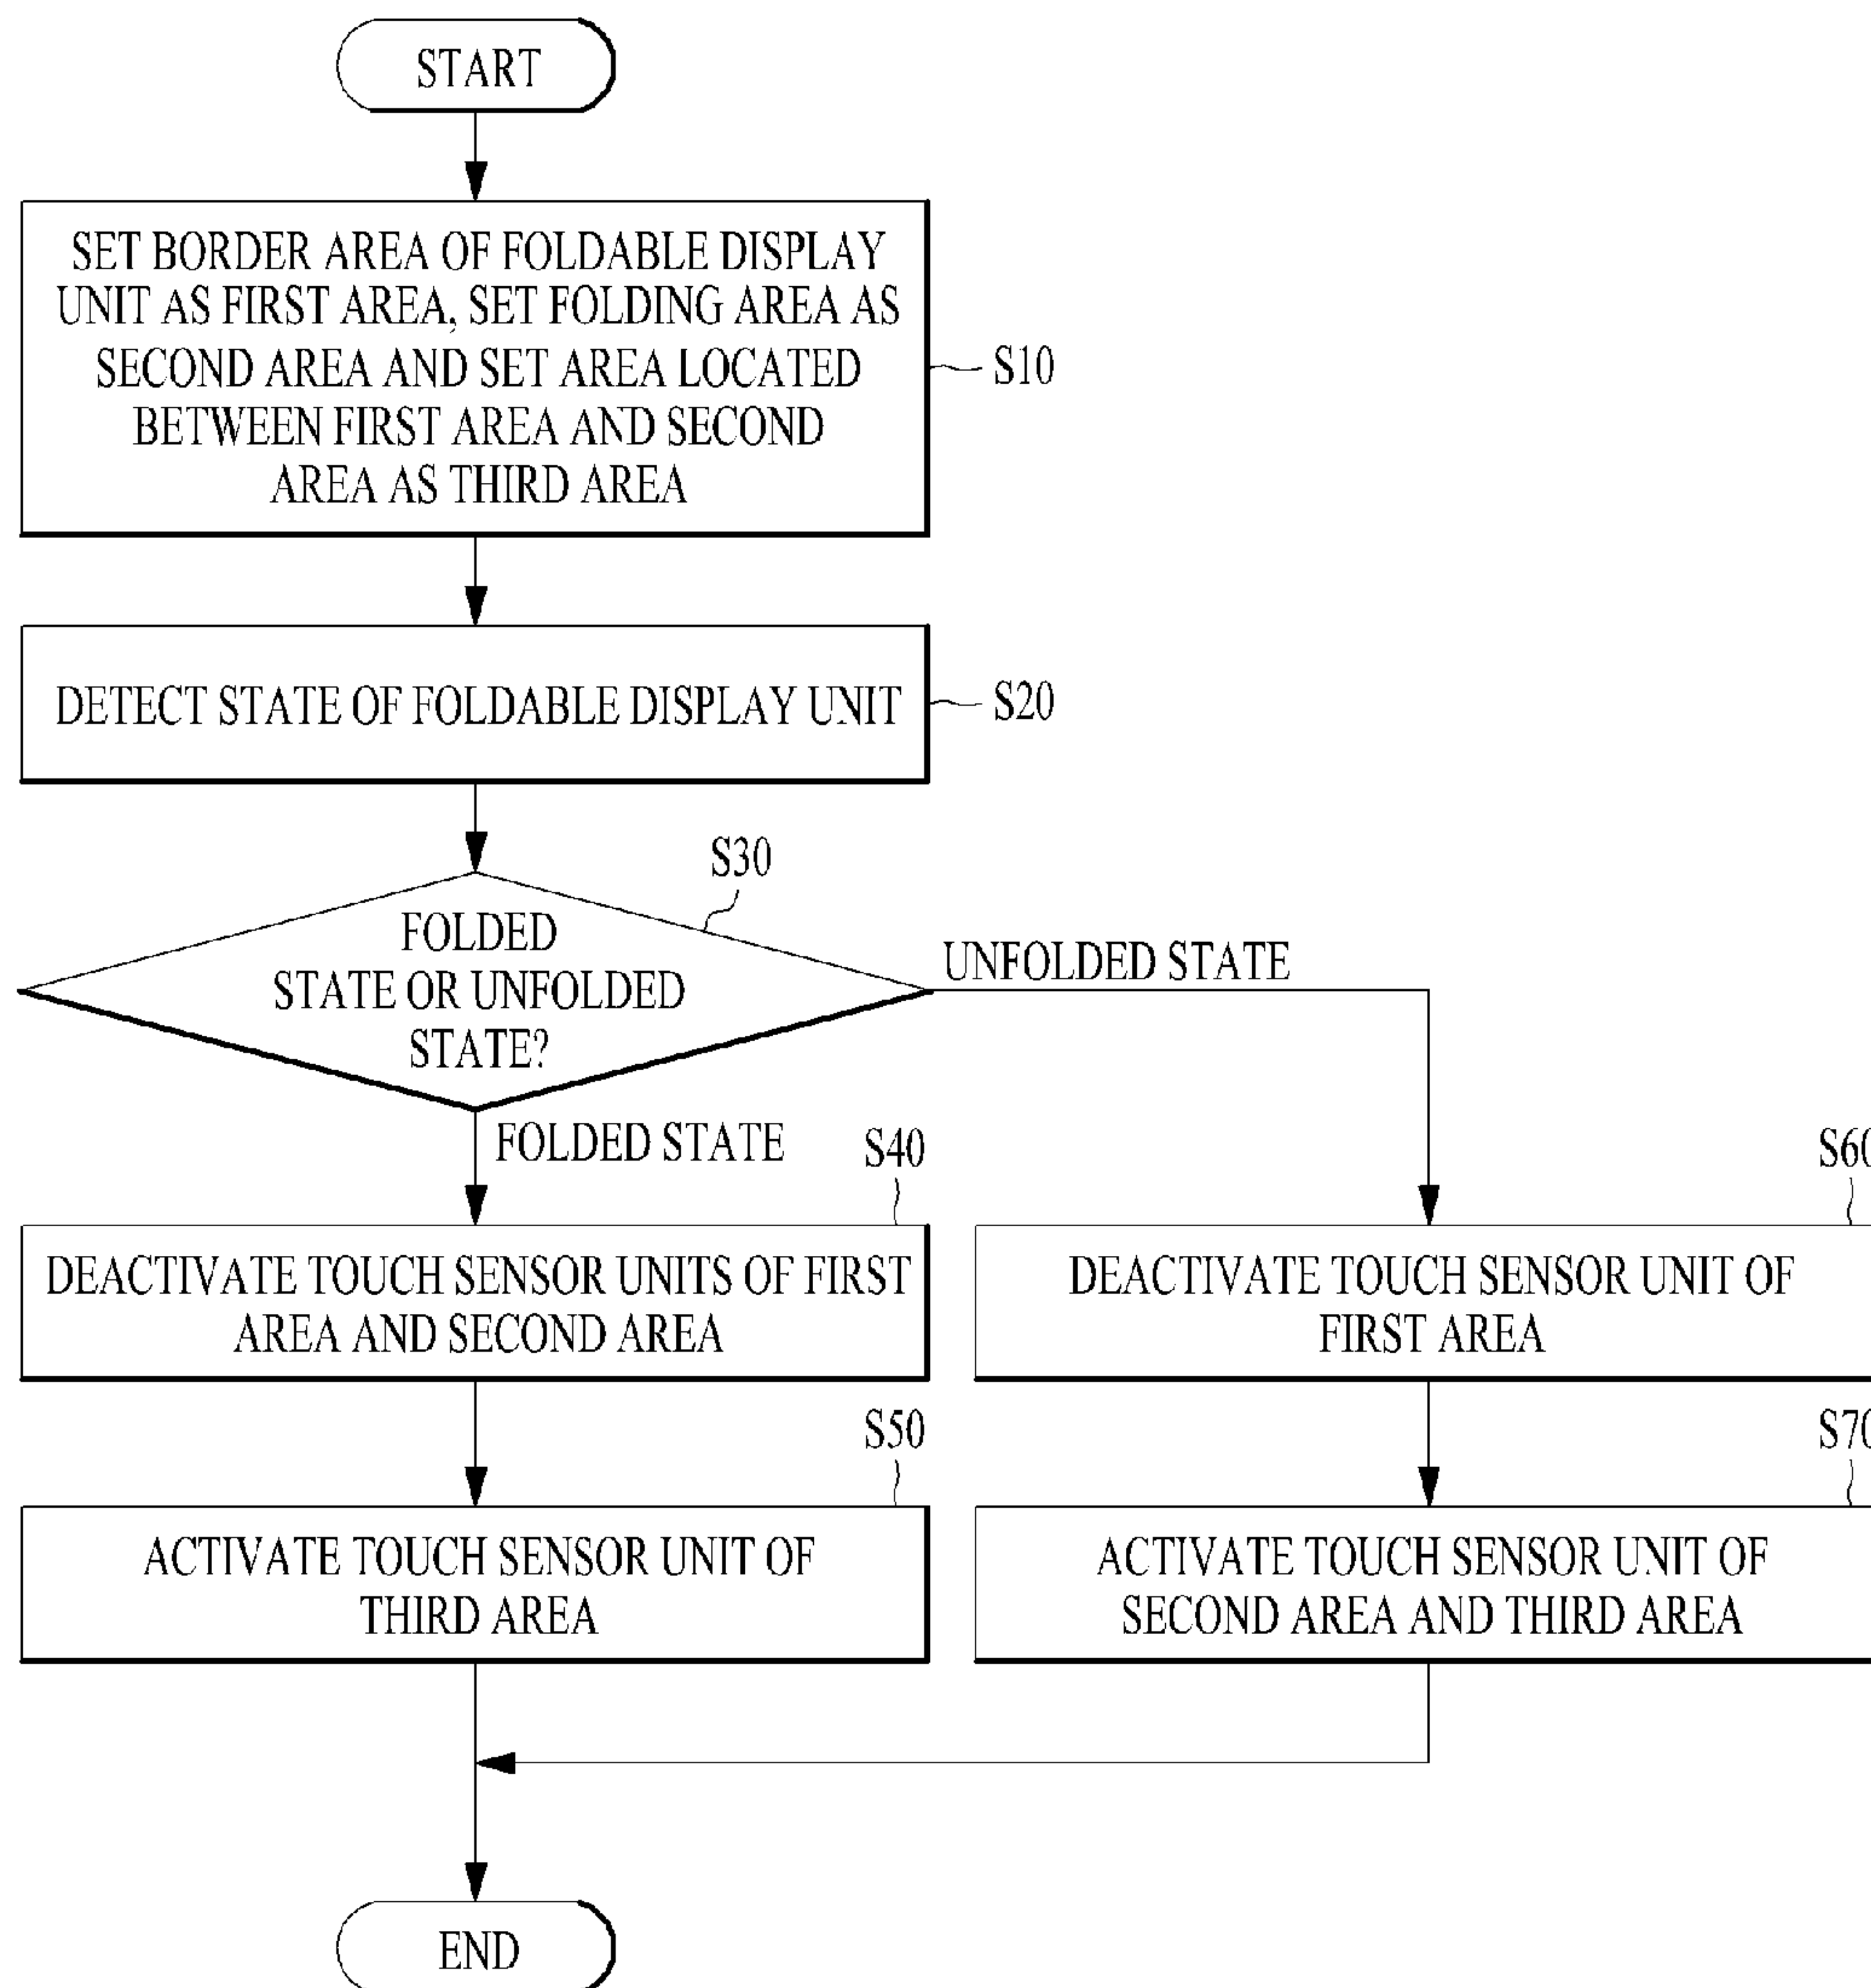 START
SET BORDER AREA OF FOLDABLE DISPLAY
UNIT AS FIRST AREA, SET FOLDING AREA AS
SECOND AREA AND SET AREA LOCATED
BETWEEN FIRST AREA AND SECOND
AREA AS THIRD AREA
S10
DETECT STATE OF FOLDABLE DISPLAY UNIT
S20
S30
FOLDED
STATE OR UNFOLDED
STATE?
UNFOLDED STATE
FOLDED STATE
S40
DEACTIVATE TOUCH SENSOR UNITS OF FIRST
AREA AND SECOND AREA
S60
DEACTIVATE TOUCH SENSOR UNIT OF
FIRST AREA
S50
ACTIVATE TOUCH SENSOR UNIT OF
THIRD AREA
S70
ACTIVATE TOUCH SENSOR UNIT OF
SECOND AREA AND THIRD AREA
END